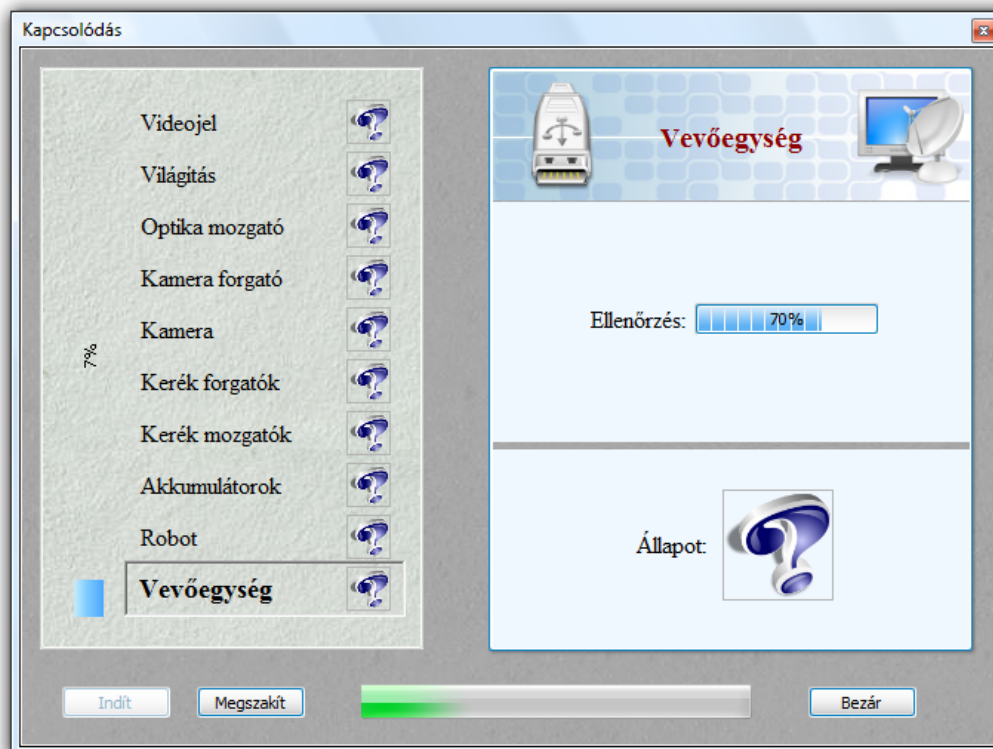 Kapcsolódás
Videojel
Világitás
Optika mozgató
Kamera forgató
Kamera
7%
Kerék forgatók
Kerék mozgatók
Akkumulátorok
Robot
Vevőegység
Vevőegység
Ellenőrzés: 70%
Állapot:
Indít
Megszakít
Bezár